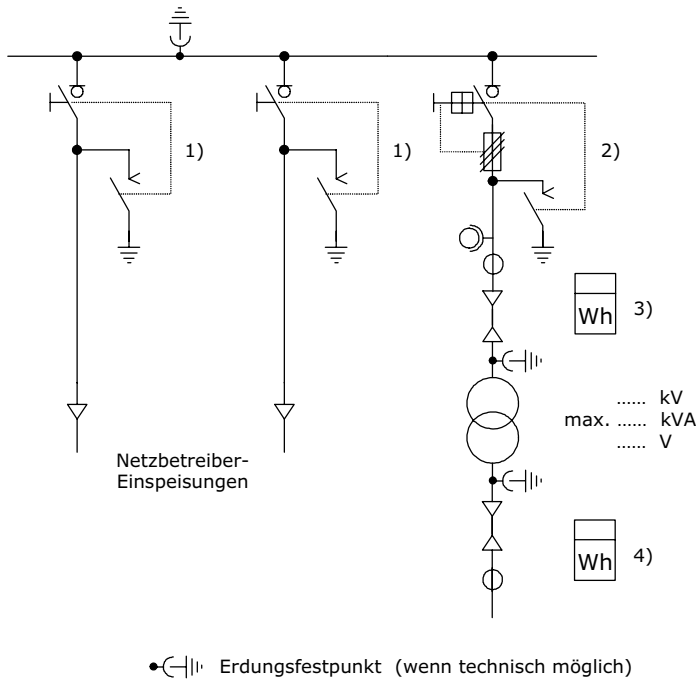 1)
1)
2)
Wh
3)
...... kV
max. ...... kVA
...... V
Netzbetreiber-
Einspeisungen
Wh
4)
Erdungsfestpunkt (wenn technisch möglich)